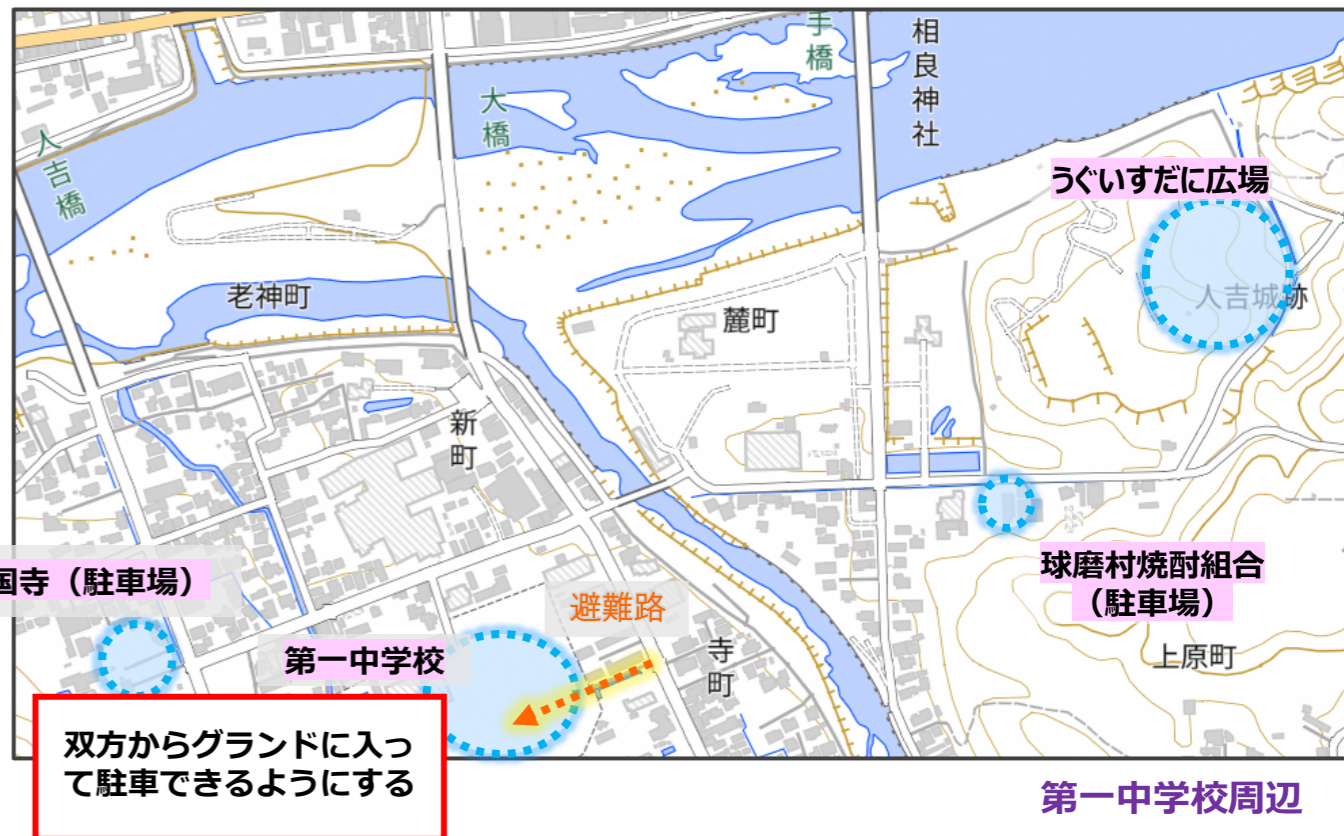 手橋
相良神社
大橋
人吉橋
うぐいすだに広場
人吉城跡
老神町
麓町
新町
国寺（駐車場）
避難路
球磨村焼酎組合
（駐車場）
第一中学校
寺町
上原町
双方からグランドに入っ
て駐車できるようにする
第一中学校周辺